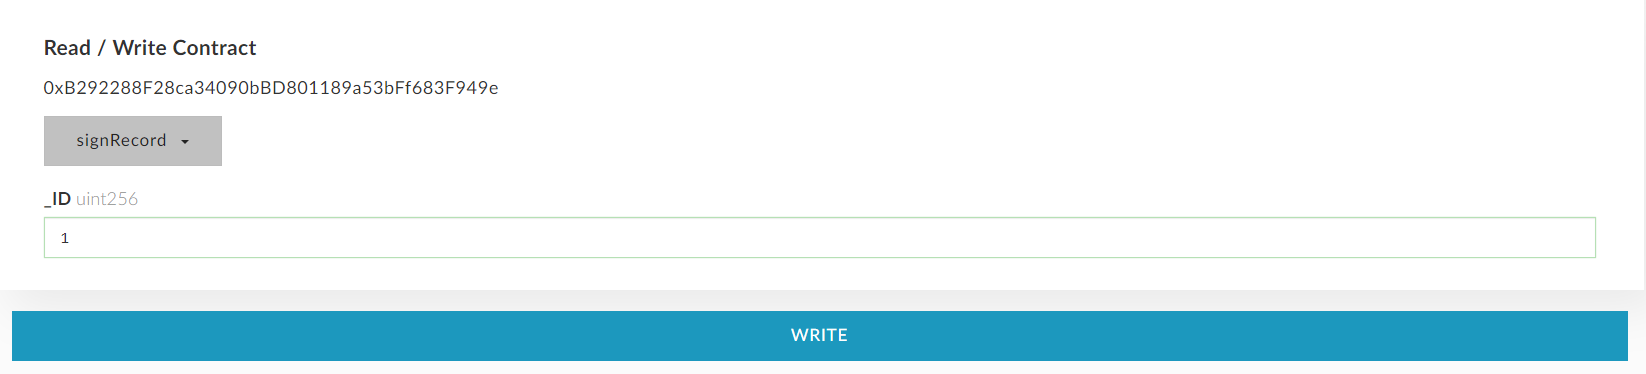 Read / Write Contract
0xB292288F28ca34090bBD801189a53bFf683F949e
signRecord
_ID uint256
1
WRITE